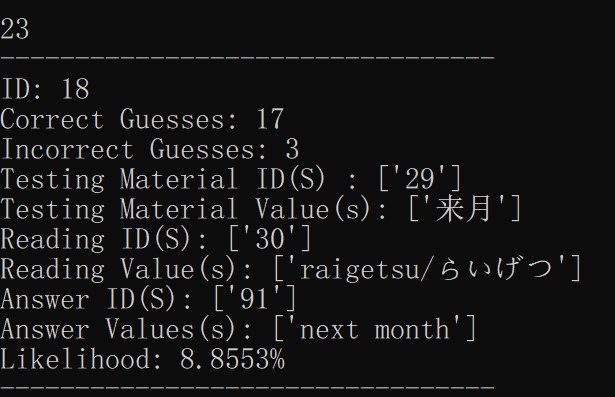 23
---------------------------------
ID: 18
Correct Guesses: 17
Incorrect Guesses: 3
Testing Material ID(S) : ['29']
Testing Material Value(s): ['来月']
Reading ID(S): ['30']
Reading Value(s): ['raigetsu/らいげつ']
Answer ID(S): ['91']
Answer Values(s): ['next month']
Likelihood: 8.8553%
---------------------------------